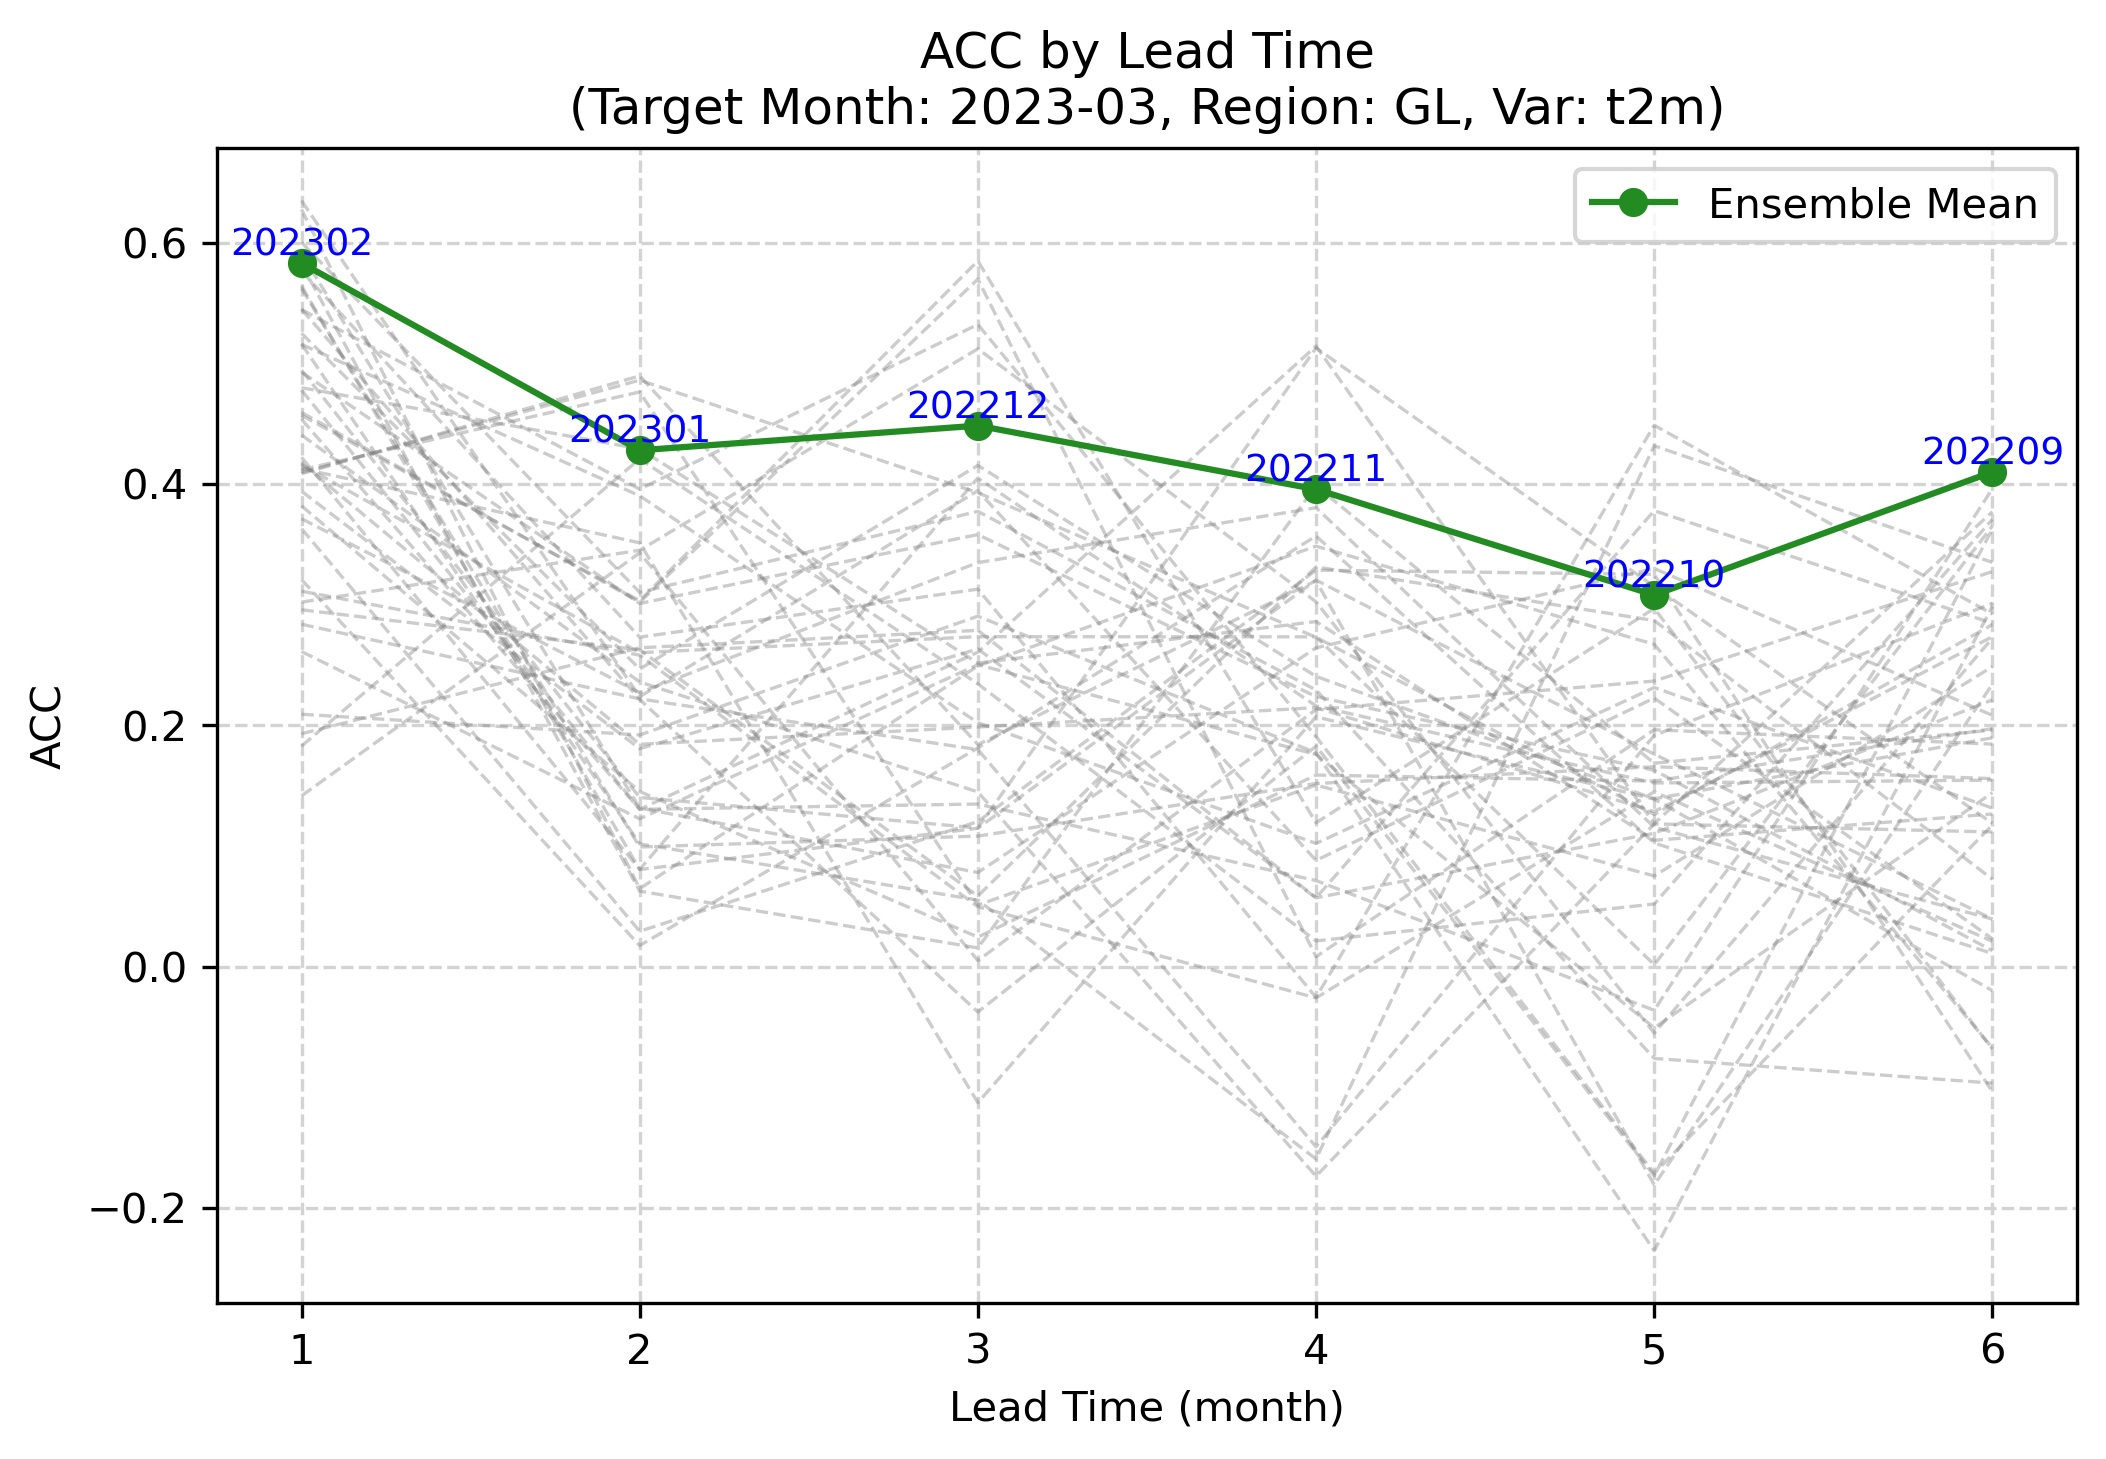 ACC by Lead Time
(Target Month: 2023-03, Region: GL, Var: t2m)
Ensemble Mean
0.6
0.4
0.2
0.0
−0.2
ACC
202302
202301
202212
202211
202210
202209
1 2 3 4 5 6
Lead Time (month)